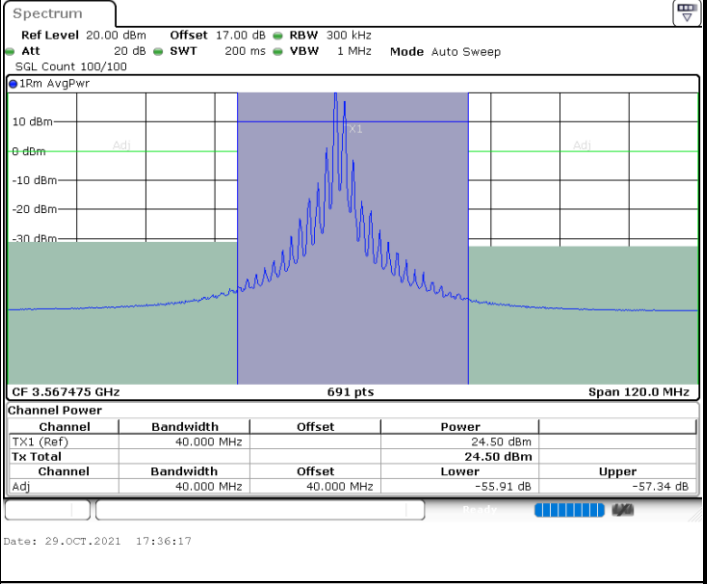 Spectrum
Ref Level 20.00 dBm Offset 17.00 dB RBW 300 kHz
Att 20 dB SWT 200 ms VBW 1 MHz Mode Auto Sweep
SGL Count 100/100
1Rm AvgPwr
10 dBm
X1
Adj
Adj
0 dBm
-10 dBm
-20 dBm
-30 dBm
CF 3.567475 GHz 691 pts Span 120.0 MHz
Channel Power
Channel Bandwidth Offset Power
TX1 (Ref) 40.000 MHz 24.50 dBm
Tx Total 24.50 dBm
Channel Bandwidth Offset Lower Upper
Adj 40.000 MHz 40.000 MHz -55.91 dB -57.34 dB
Ready
Date: 29.OCT.2021 17:36:17